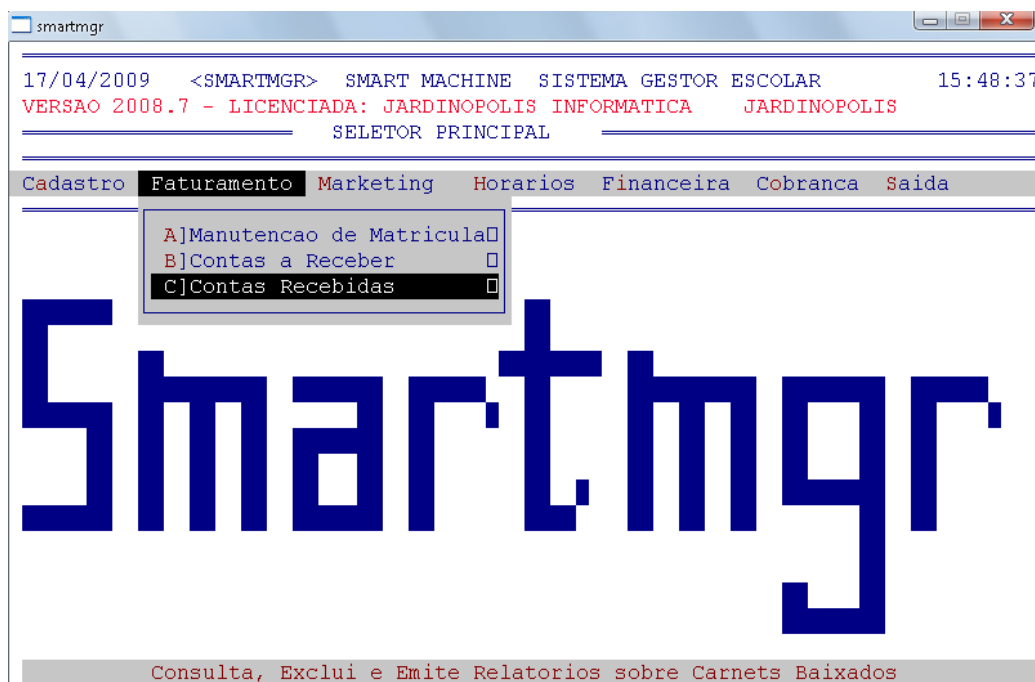 smartmgr
17/04/2009 <SMARTMGR> SMART MACHINE SISTEMA GESTOR ESCOLAR 15:48:37
VERSAO 2008.7 - LICENCIADA: JARDINOPOLIS INFORMATICA JARDINOPOLIS
SELETOR PRINCIPAL
Cadastro Faturamento Marketing Horarios Financeira Cobranca Saida
A]Manutencao de Matricula
B]Contas a Receber
C]Contas Recebidas
Smartmgr
Consulta, Exclui e Emite Relatorios sobre Carnets Baixados